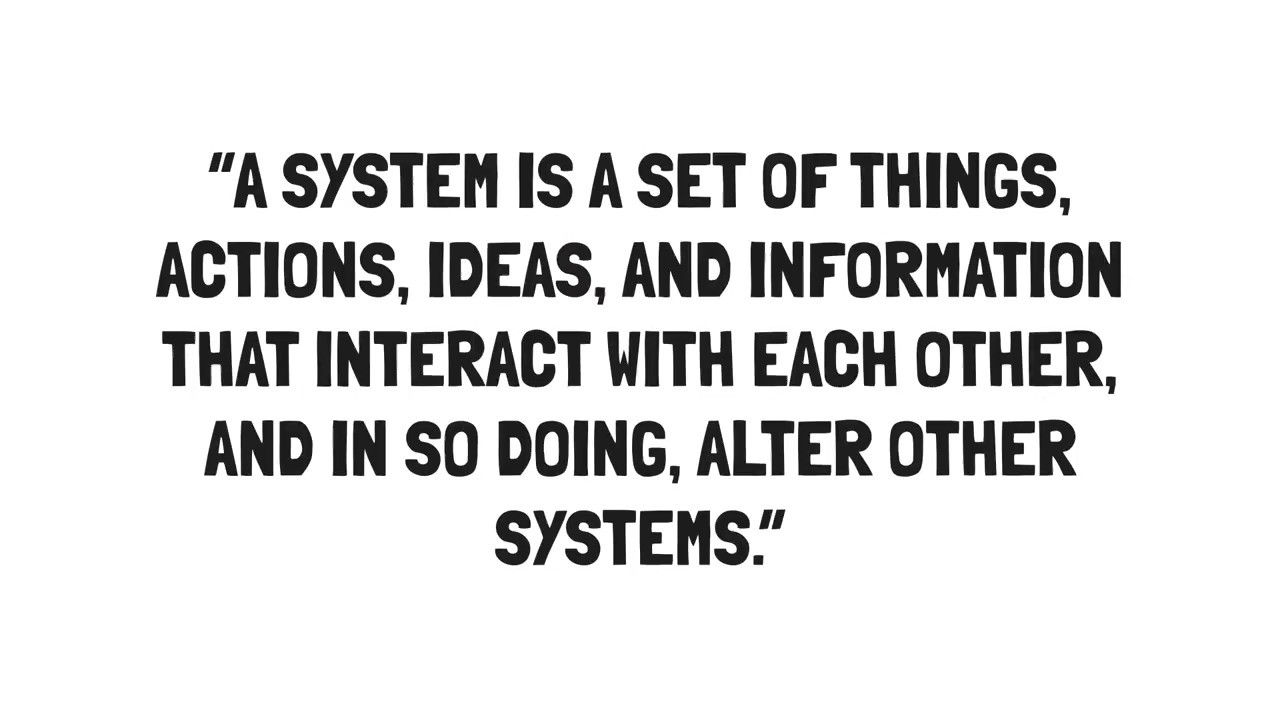 "A SYSTEM IS A SET OF THINGS,
ACTIONS, IDEAS, AND INFORMATION
THAT INTERACT WITH EACH OTHER,
AND IN SO DOING, ALTER OTHER
SYSTEMS."